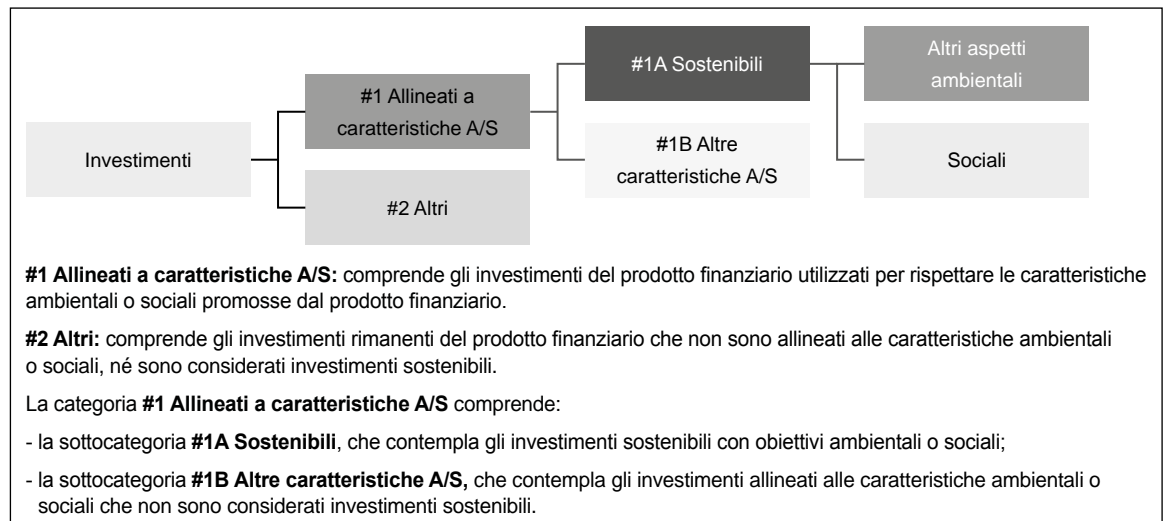 Investimenti
#1 Allineati a
caratteristiche A/S
#2 Altri
#1A Sostenibili
#1B Altre
caratteristiche A/S
Altri aspetti
ambientali
Sociali
#1 Allineati a caratteristiche A/S: comprende gli investimenti del prodotto finanziario utilizzati per rispettare le caratteristiche
ambientali o sociali promosse dal prodotto finanziario.
#2 Altri: comprende gli investimenti rimanenti del prodotto finanziario che non sono allineati alle caratteristiche ambientali
o sociali, né sono considerati investimenti sostenibili.
La categoria #1 Allineati a caratteristiche A/S comprende:
- la sottocategoria #1A Sostenibili, che contempla gli investimenti sostenibili con obiettivi ambientali o sociali;
- la sottocategoria #1B Altre caratteristiche A/S, che contempla gli investimenti allineati alle caratteristiche ambientali o
sociali che non sono considerati investimenti sostenibili.